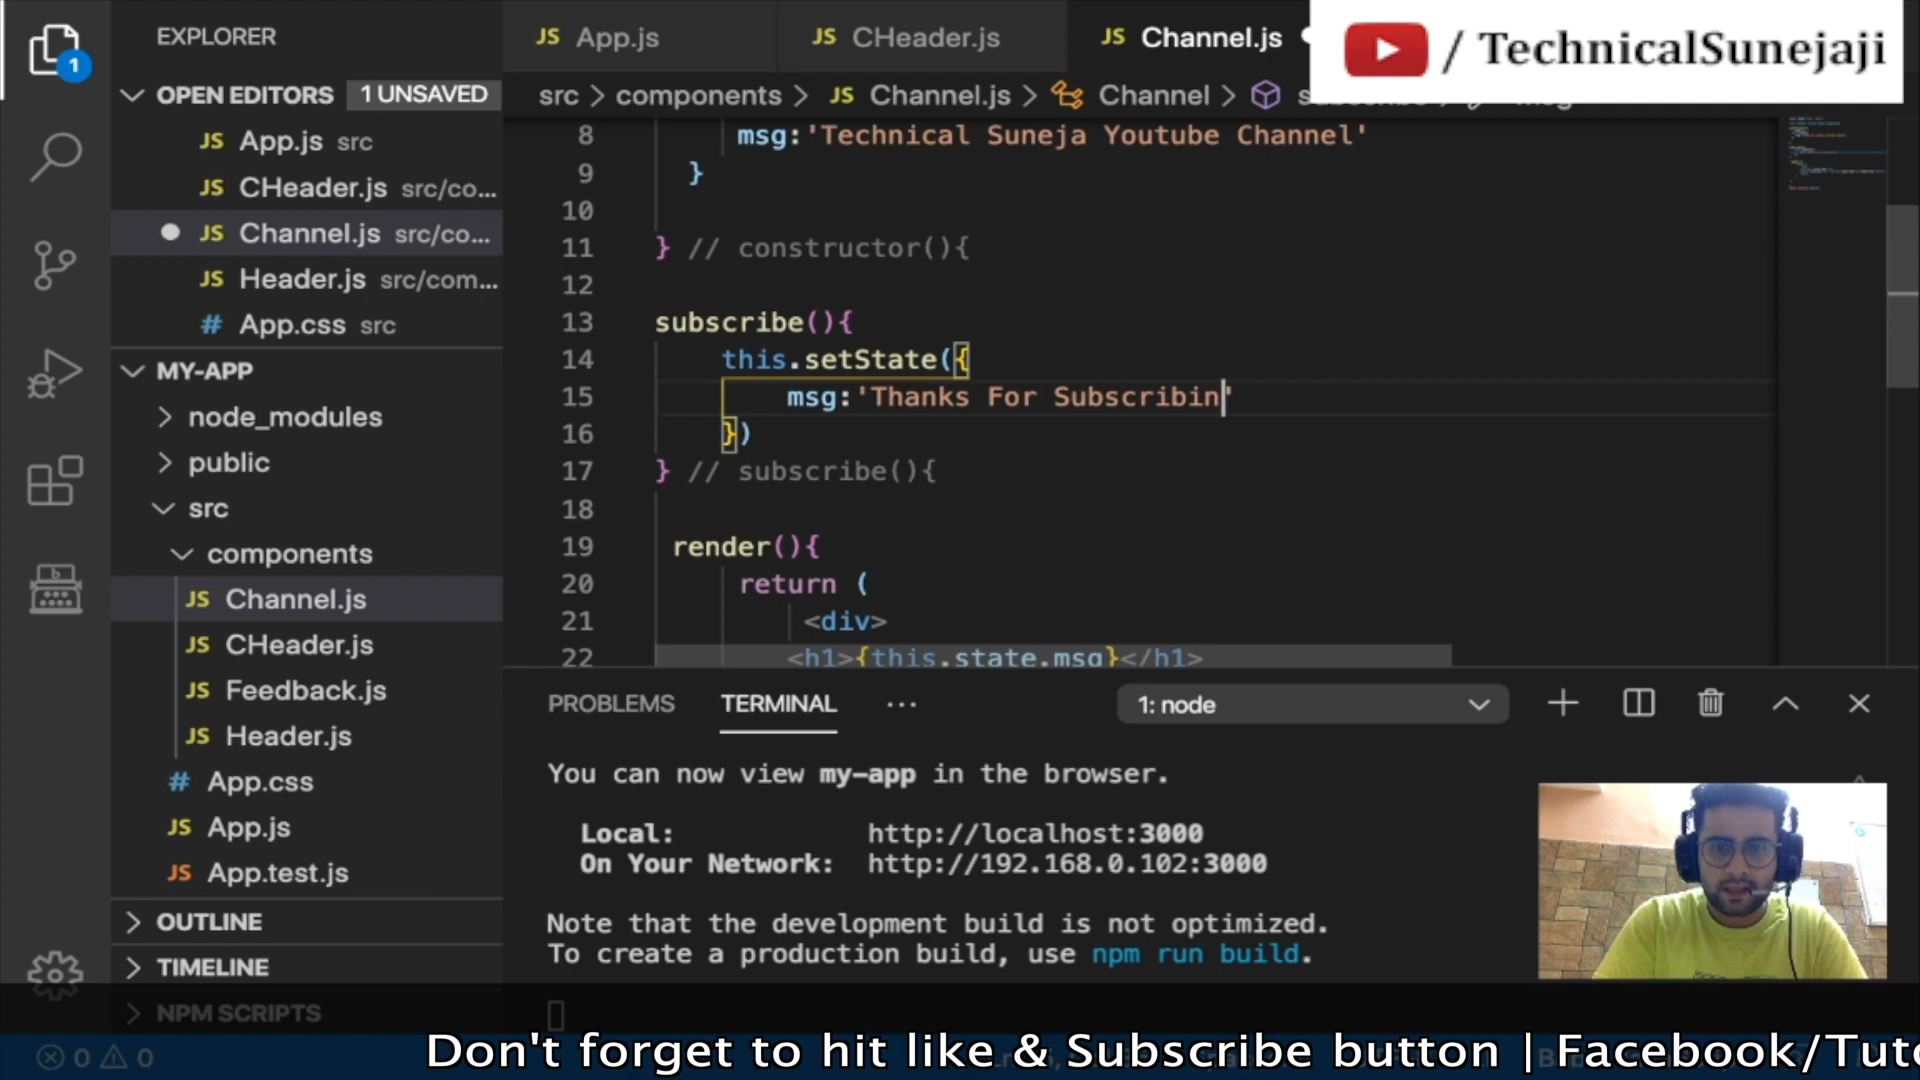 EXPLORER
OPEN EDITORS 1 UNSAVED
JS App.js src
JS CHeader.js src/co...
JS Channel.js src/co...
JS Header.js src/com...
# App.css src
MY-APP
node_modules
public
src
components
JS Channel.js
JS CHeader.js
JS Feedback.js
JS Header.js
# App.css
JS App.js
JS App.test.js
OUTLINE
TIMELINE
NPM SCRIPTS
1
JS App.js JS CHeader.js JS Channel.js
/ TechnicalSunejaji
src > components > JS Channel.js > Channel >
8 msg:'Technical Suneja Youtube Channel'
9 }
10
11 } // constructor(){
12
13 subscribe(){
14 this.setState({
15 msg:'Thanks For Subscribin'
16 })
17 } // subscribe(){
18
19 render(){
20 return (
21 <div>
22 <h1>{this.state.msg}</h1>
PROBLEMS TERMINAL ... 1: node
You can now view my-app in the browser.
Local: http://localhost:3000
On Your Network: http://192.168.0.102:3000
Note that the development build is not optimized.
To create a production build, use npm run build.
0 0
Don't forget to hit like & Subscribe button | Facebook/Tuto